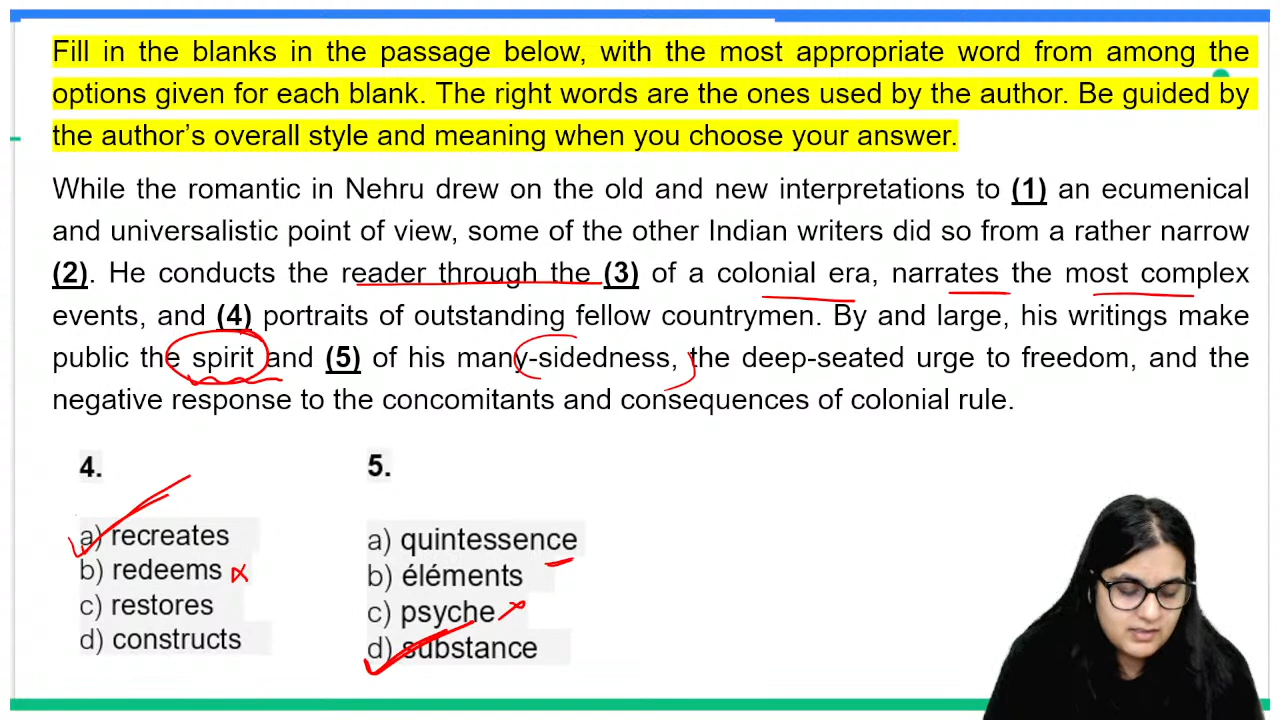 Fill in the blanks in the passage below, with the most appropriate word from among the
options given for each blank. The right words are the ones used by the author. Be guided by
the author's overall style and meaning when you choose your answer.
While the romantic in Nehru drew on the old and new interpretations to (1) an ecumenical
and universalistic point of view, some of the other Indian writers did so from a rather narrow
(2). He conducts the reader through the (3) of a colonial era, narrates the most complex
events, and (4) portraits of outstanding fellow countrymen. By and large, his writings make
public the spirit and (5) of his many-sidedness, the deep-seated urge to freedom, and the
negative response to the concomitants and consequences of colonial rule.
4.
a) recreates
b) redeems
c) restores
d) constructs
5.
a) quintessence
b) éléments
c) psyche
d) substance